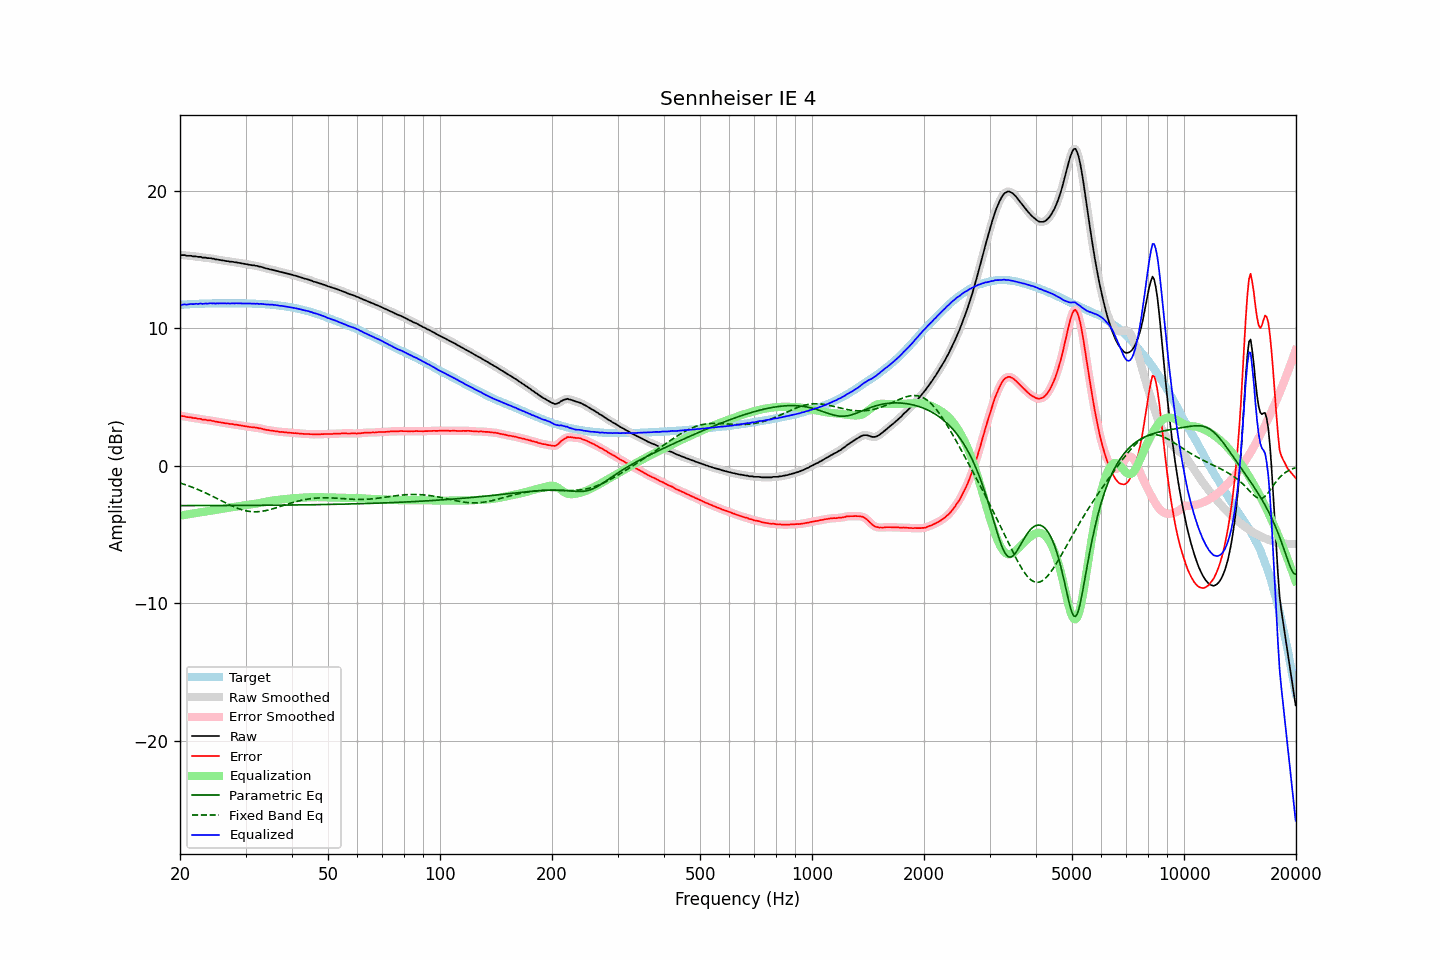 Sennheiser IE 4
Amplitude (dBr)
20
10
0
−10
−20
Target
Raw Smoothed
Error Smoothed
Raw
Error
Equalization
Parametric Eq
Fixed Band Eq
Equalized
20 50 100 200 500 1000 2000 5000 10000 20000
Frequency (Hz)